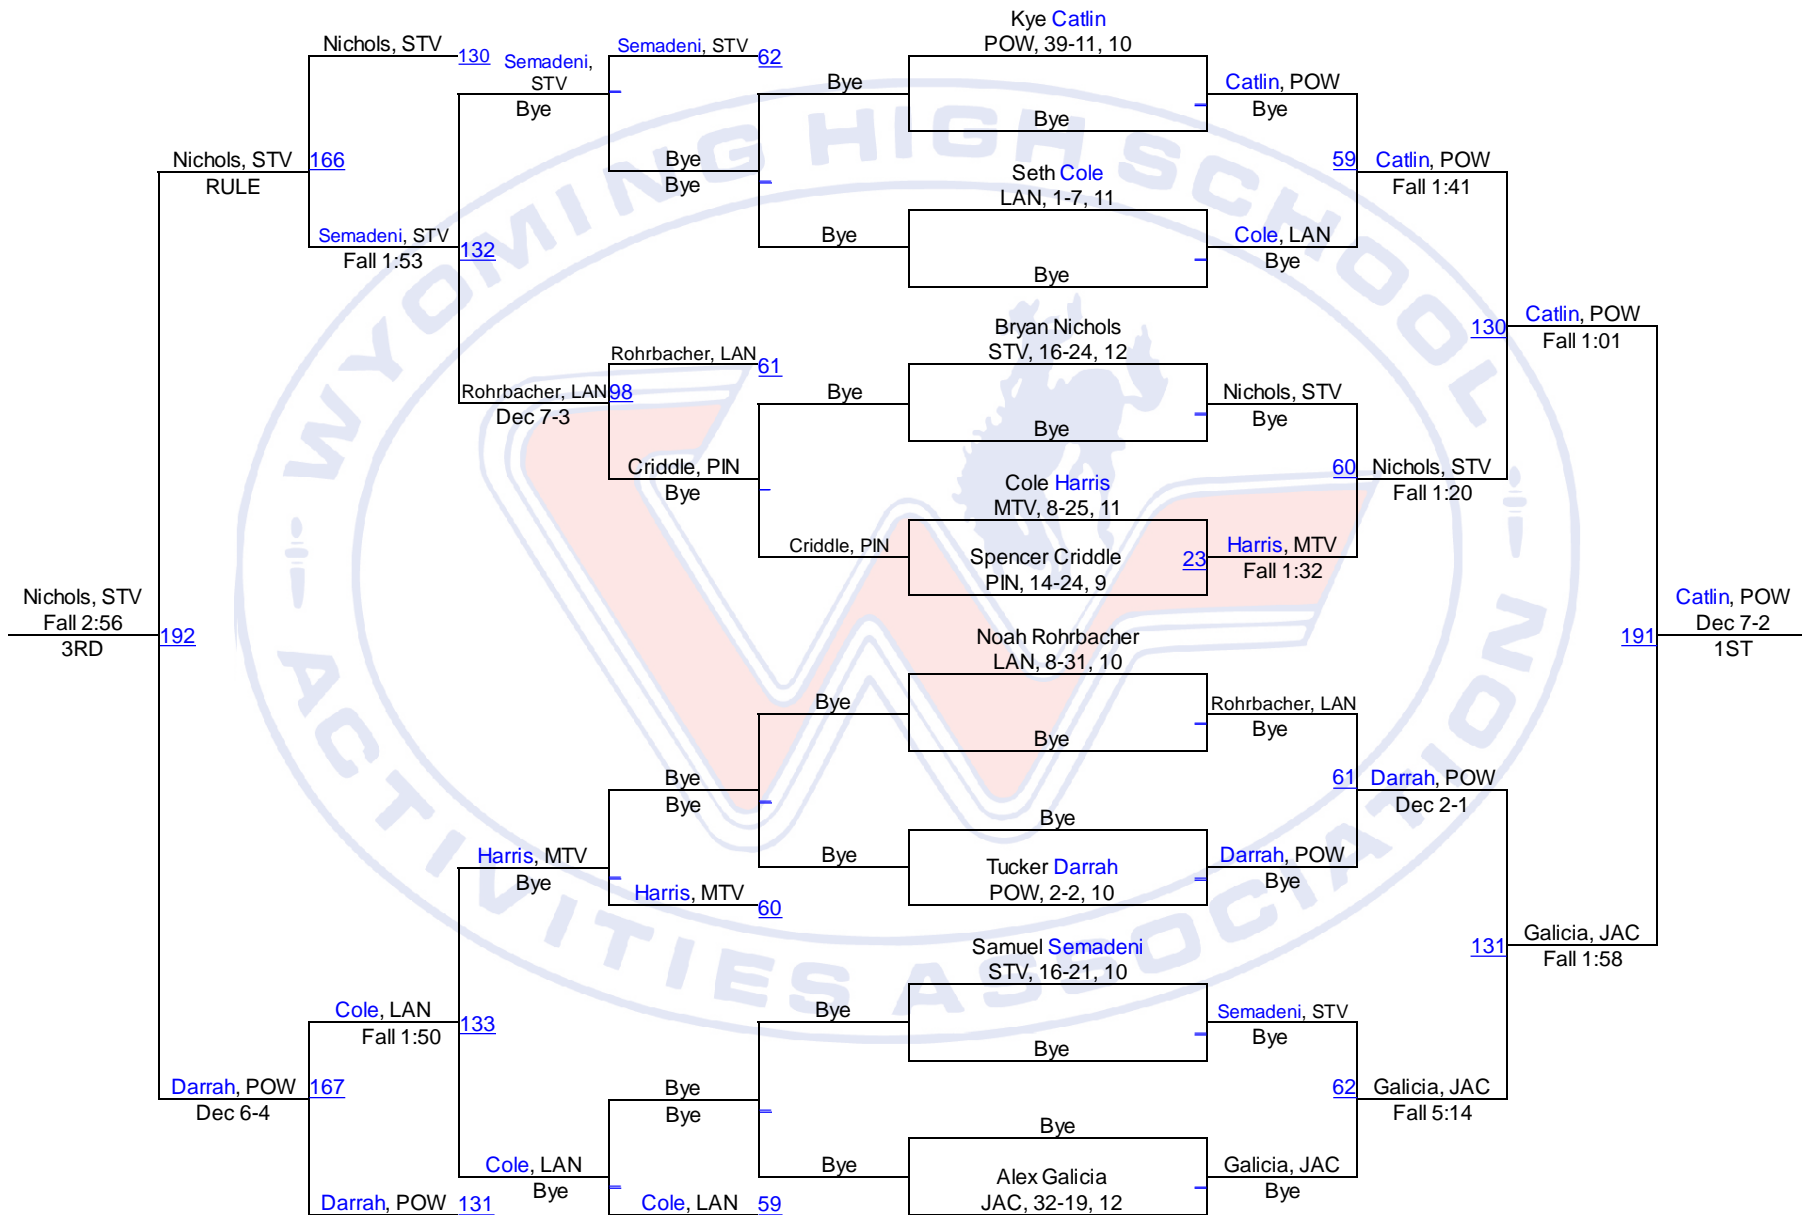 Kye Catlin
POW, 39-11, 10
Bye
Seth Cole
LAN, 1-7, 11
Bye
Bryan Nichols
STV, 16-24, 12
Bye
Cole Harris
MTV, 8-25, 11
Spencer Criddle
PIN, 14-24, 9
23
Noah Rohrbacher
LAN, 8-31, 10
Bye
Bye
Tucker Darrah
POW, 2-2, 10
Samuel Semadeni
STV, 16-21, 10
Bye
Bye
Alex Galicia
JAC, 32-19, 12
Catlin, POW
Bye
59
Cole, LAN
Bye
Nichols, STV
Bye
60
Harris, MTV
Fall 1:32
Rohrbacher, LAN
Bye
61
Darrah, POW
Bye
Semadeni, STV
Bye
62
Galicia, JAC
Bye
Catlin, POW
Fall 1:41
130
Nichols, STV
Fall 1:20
Darrah, POW
Dec 2-1
131
Galicia, JAC
Fall 5:14
Catlin, POW
Fall 1:01
191
Galicia, JAC
Fall 1:58
Catlin, POW
Dec 7-2
1ST
Bye
Bye
Bye
Criddle, PIN
Bye
Bye
Bye
Bye
Semadeni, STV
62
Bye
Bye
Rohrbacher, LAN
61
Criddle, PIN
Bye
Bye
Bye
Harris, MTV
60
Bye
Bye
Cole, LAN
59
Semadeni,
STV
Bye
Rohrbacher, LAN
98
Dec 7-3
Harris, MTV
Bye
Cole, LAN
Bye
Nichols, STV
130
Semadeni, STV
132
Fall 1:53
Cole, LAN
133
Fall 1:50
Darrah, POW
131
Nichols, STV
166
RULE
Darrah, POW
167
Dec 6-4
Nichols, STV
Fall 2:56
192
3RD
WYOMING HIGH SCHOOL
ACTIVITIES ASSOCIATION